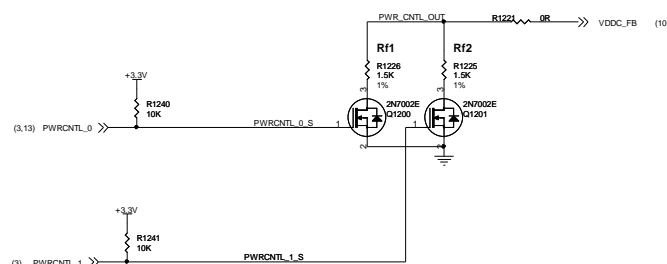 PWR_CNTL_OUT
R1221 0R
VDDC_FB (10
Rf1 Rf2
R1226 R1225
1.5K 1.5K
1% 1%
+3.3V
3 3
R1240
10K
2N7002E 2N7002E
Q1200 Q1201
(3,13) PWRCNTL_0
PWRCNTL_0_S
1 1
2 2
+3.3V
R1241
10K
(3) PWRCNTL_1
PWRCNTL_1_S